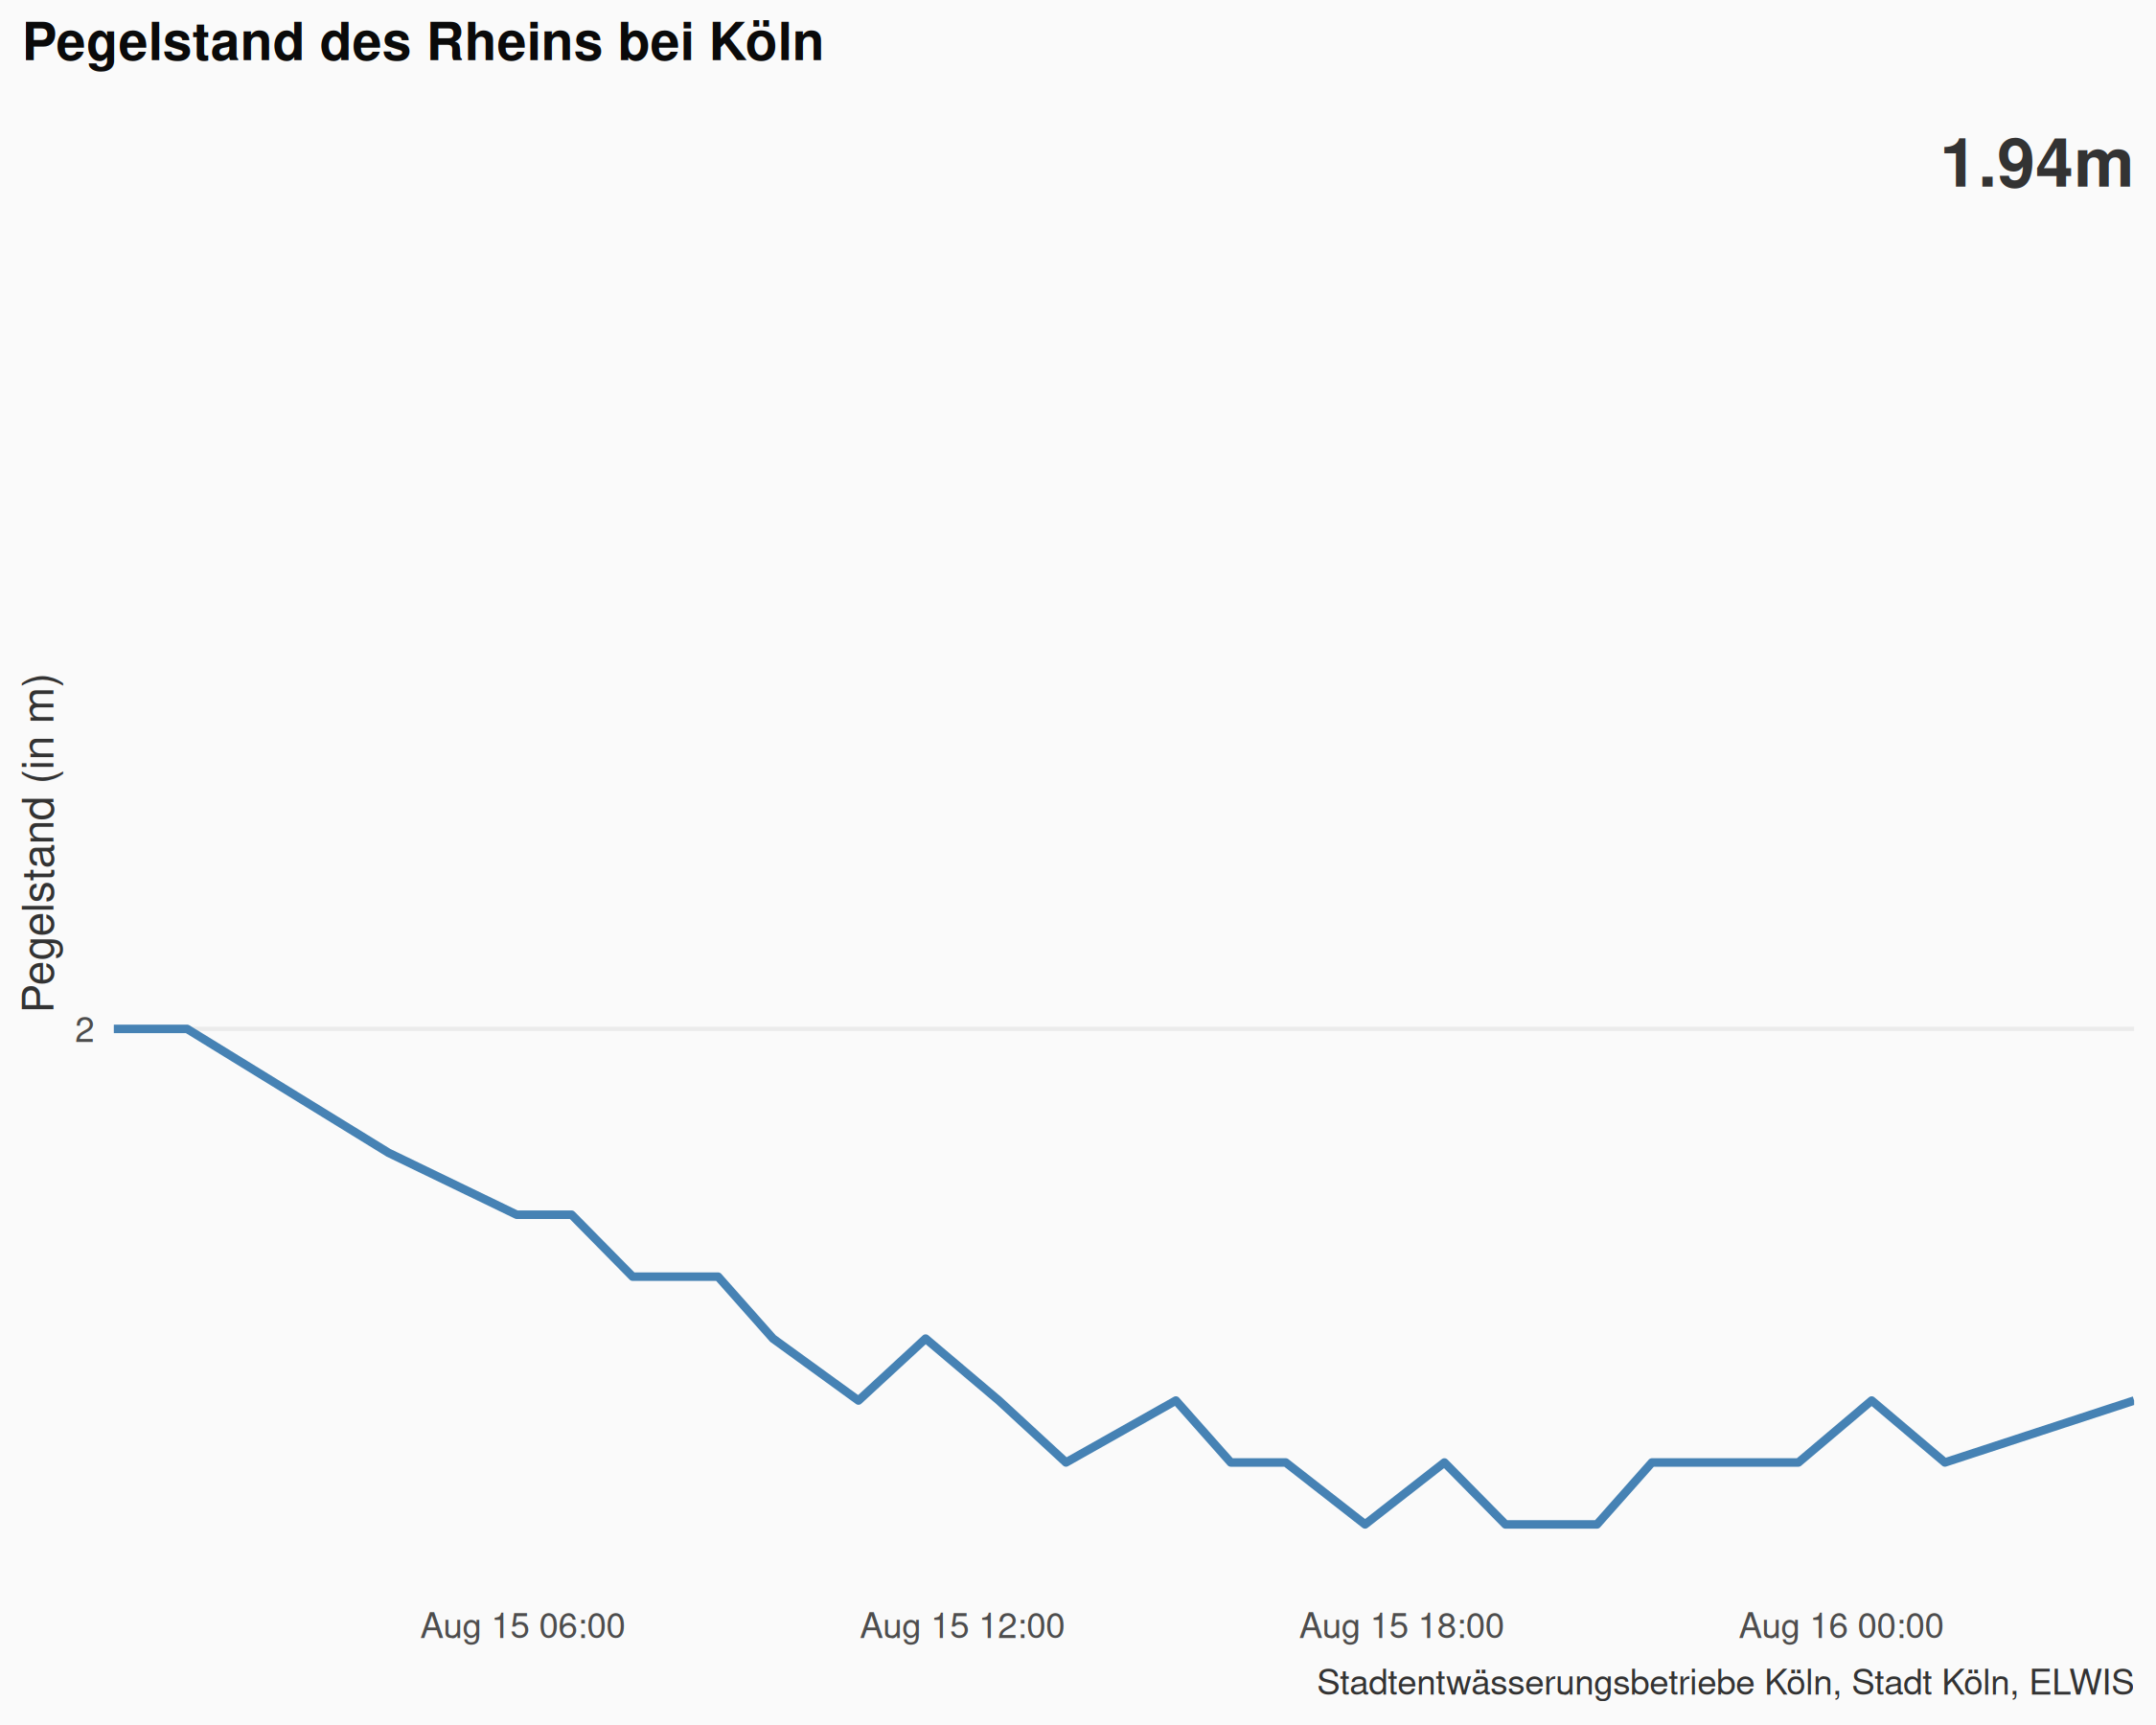 Pegelstand des Rheins bei Köln
1.94m
Pegelstand (in m)
2
Aug 15 06:00
Aug 15 12:00
Aug 15 18:00
Aug 16 00:00
Stadtentwässerungsbetriebe Köln, Stadt Köln, ELWIS